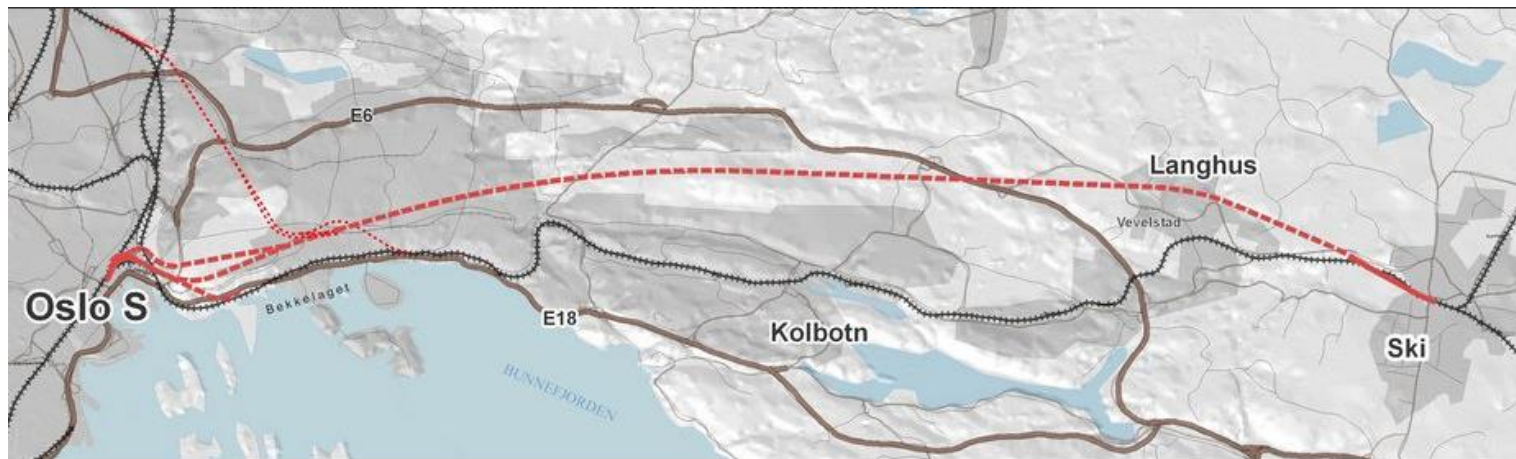 E6
Langhus
Vevelstad
Oslo S
Bekkelaget
E18
Kolbotn
Ski
BUNNEFJORDEN